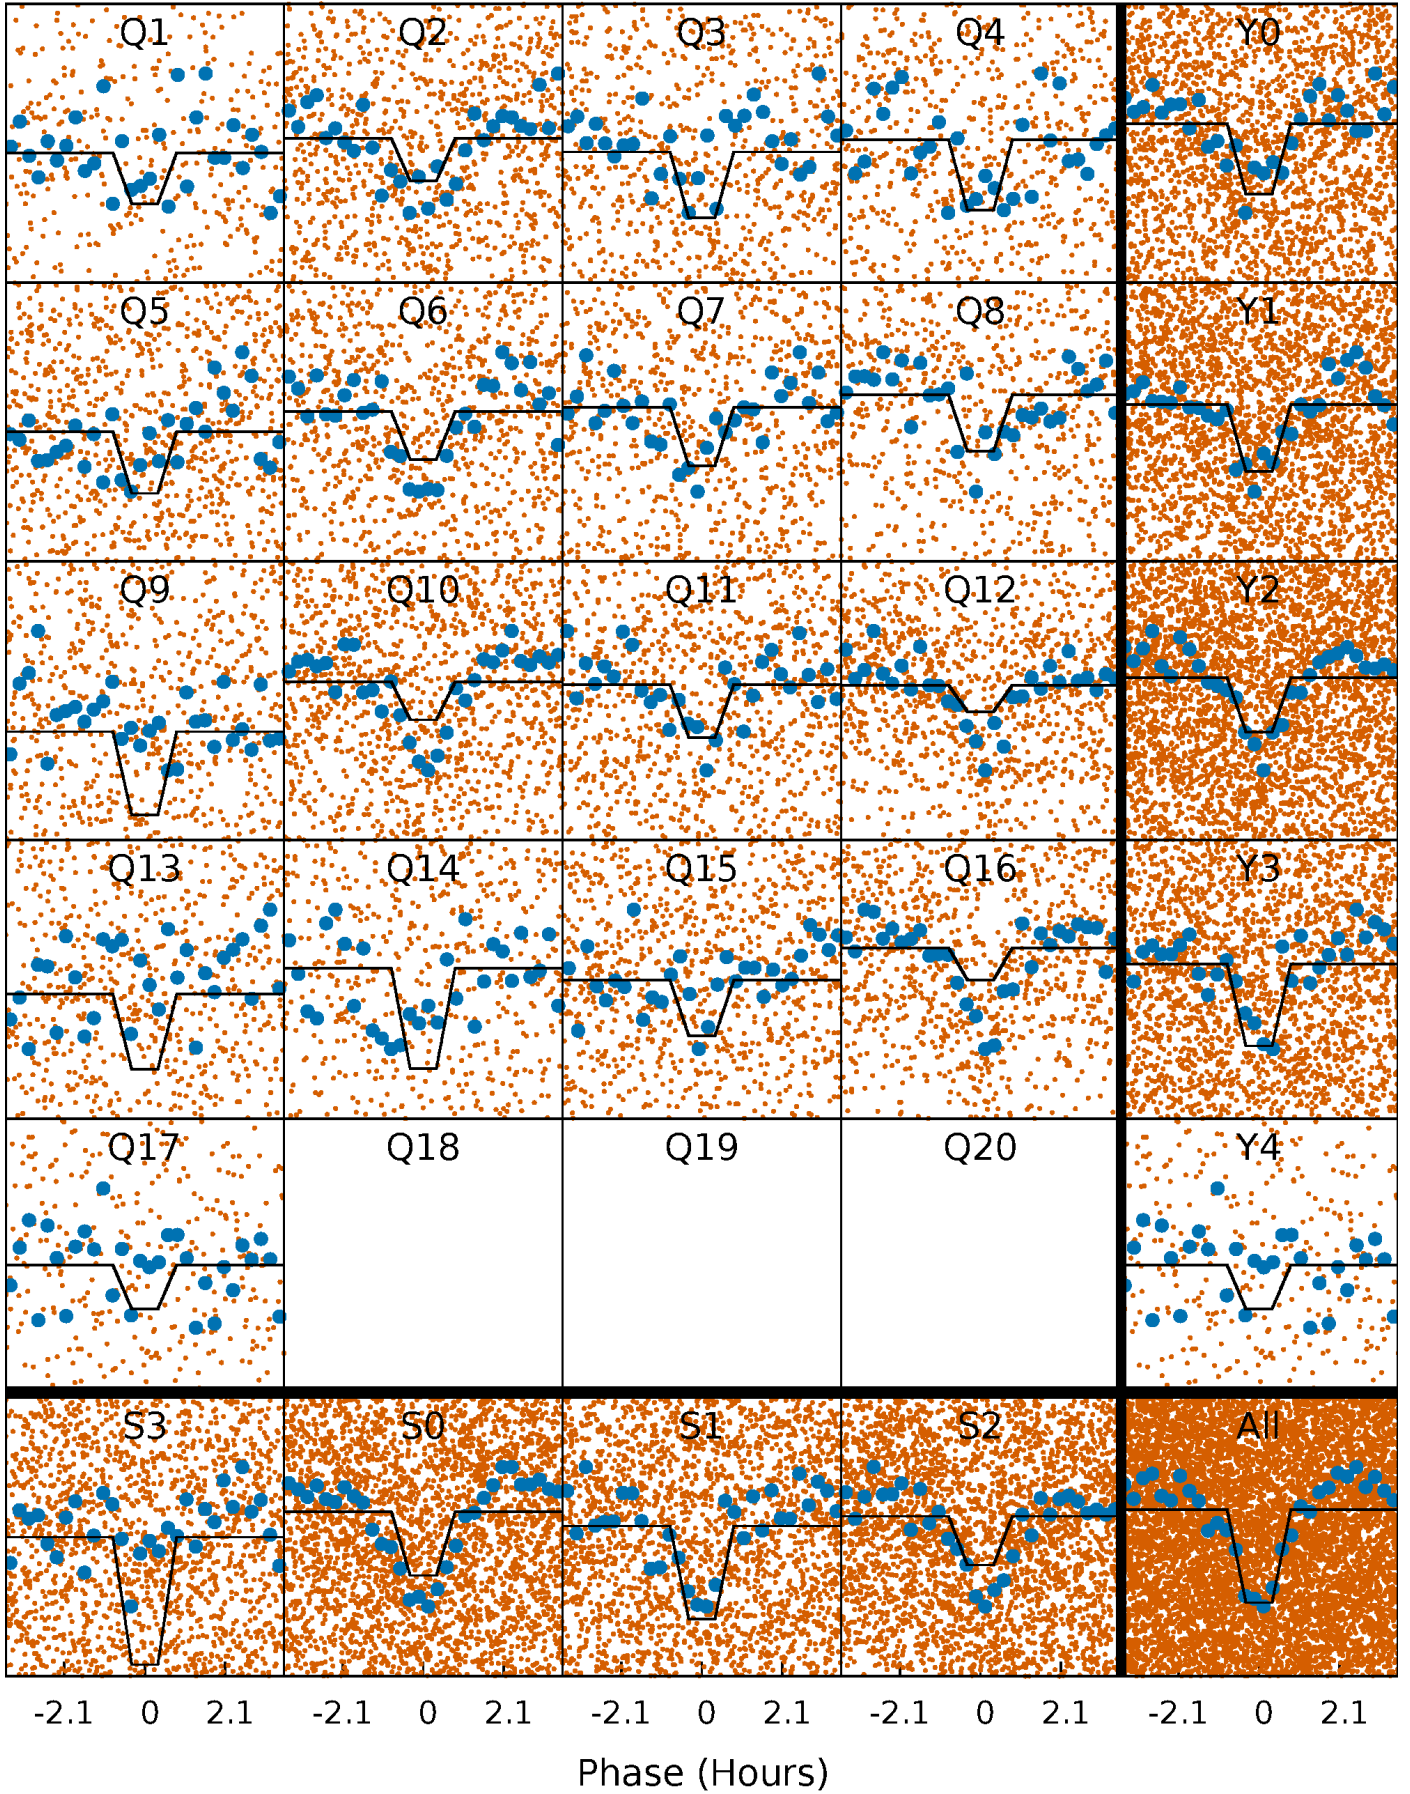 Q1 Q2 Q3 Q4 Y0
Q5 Q6 Q7 Q8 Y1
Q9 Q10 Q11 Q12 Y2
Q13 Q14 Q15 Q16 Y3
Q17 Q18 Q19 Q20 Y4
S3 S0 S1 S2 All
-2.1 0 2.1 -2.1 0 2.1 -2.1 0 2.1 -2.1 0 2.1 -2.1 0 2.1
Phase (Hours)